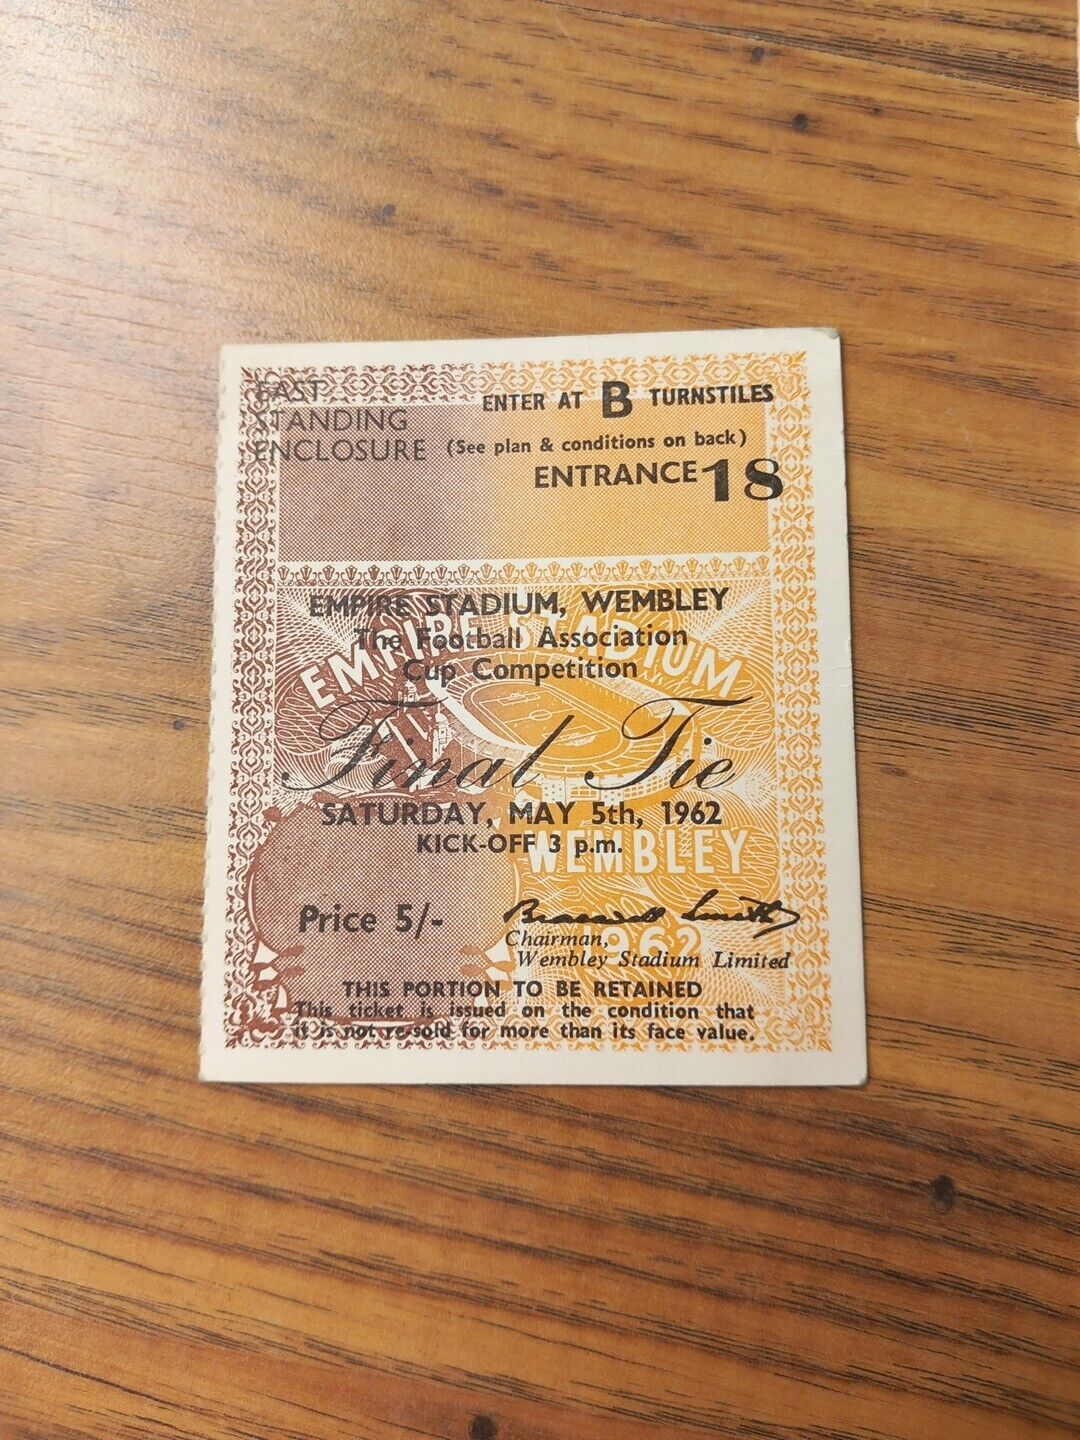 EAST
STANDING
ENCLOSURE
ENTER AT B TURNSTILES
(See plan & conditions on back)
ENTRANCE 18
EMPIRE STADIUM, WEMBLEY
The Football Association
Cup Competition
EMPIRE STADIUM
Final Tie
SATURDAY, MAY 5th, 1962
KICK-OFF 3 p.m.
WEMBLEY
Price 5/-
1962
Chairman,
Wembley Stadium Limited
THIS PORTION TO BE RETAINED
This ticket is issued on the condition that
it is not re-sold for more than its face value.